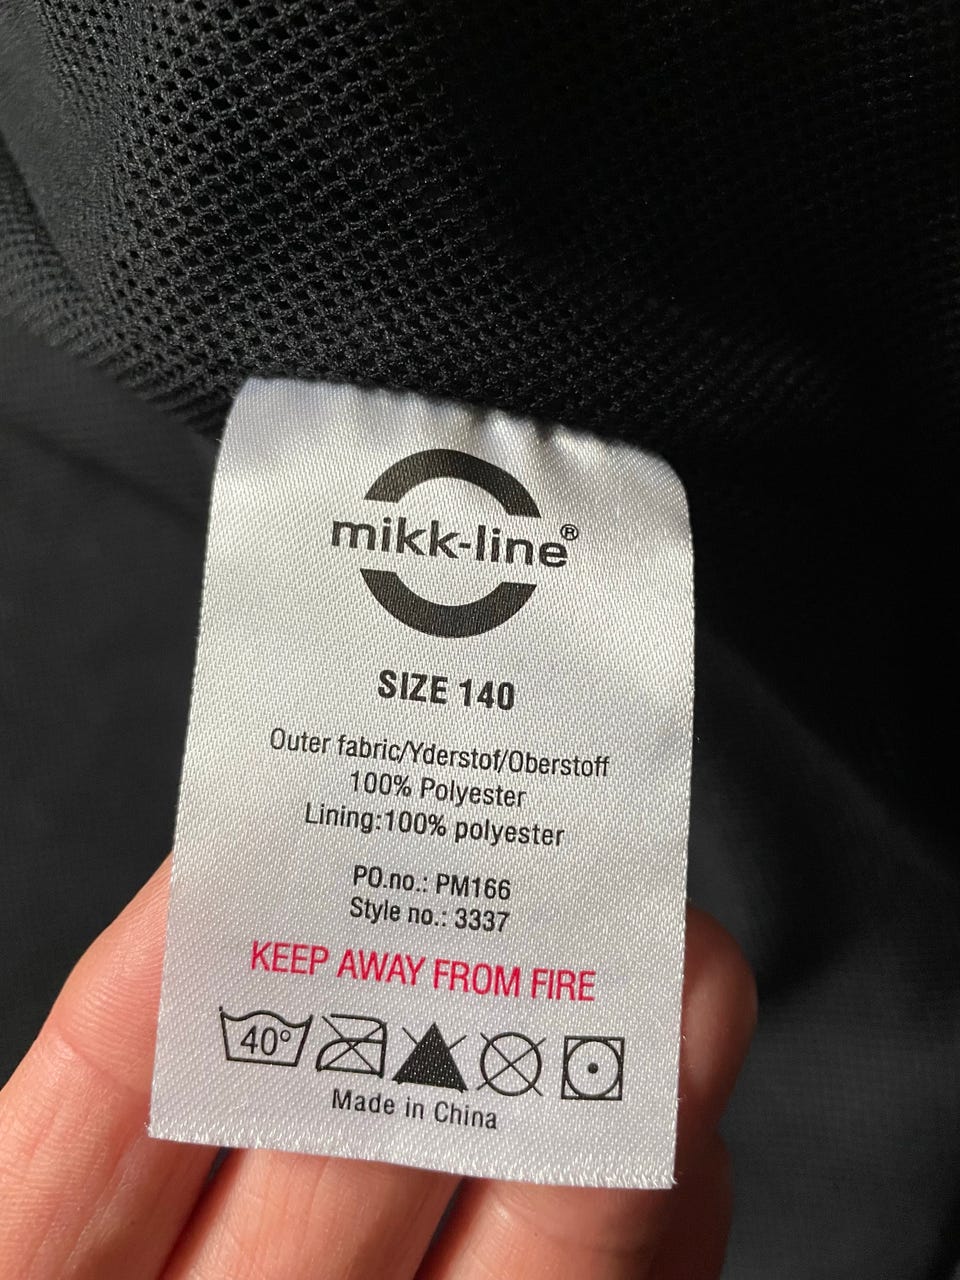 mikk-line®
SIZE 140
Outer fabric/Yderstof/Oberstoff
100% Polyester
Lining:100% polyester
PO.no.: PM166
Style no.: 3337
KEEP AWAY FROM FIRE
40°
Made in China